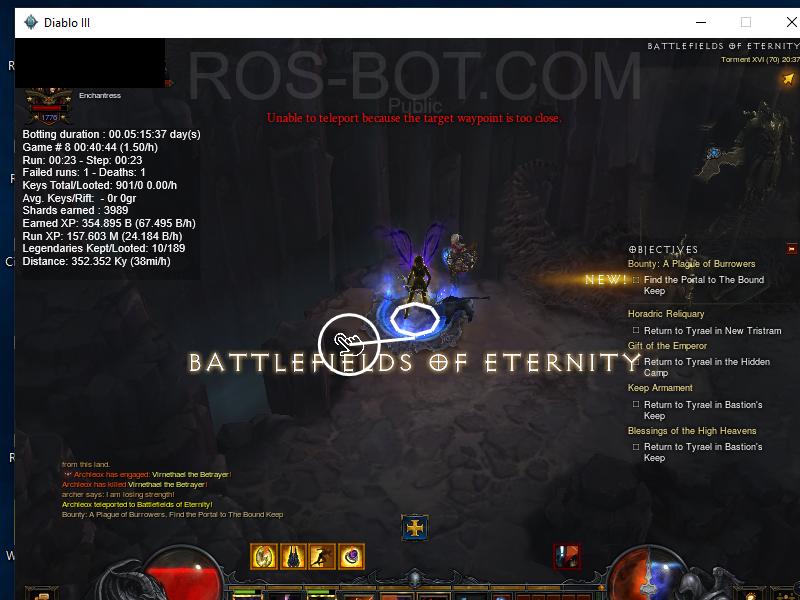 Diablo III
BATTLEFIELDS OF ETERNITY
Torment XVI (70) 20:37
ROS-BOT.COM
Public
Enchantress
1776
Unable to teleport because the target waypoint is too close.
Botting duration : 00.05:15:37 day(s)
Game # 8 00:40:44 (1.50/h)
Run: 00:23 - Step: 00:23
Failed runs: 1 - Deaths: 1
Keys Total/Looted: 901/0 0.00/h
Avg. Keys/Rift:  - 0r 0gr
Shards earned : 3989
Earned XP: 354.895 B (67.495 B/h)
Run XP: 157.603 M (24.184 B/h)
Legendaries Kept/Looted: 10/189
Distance: 352.352 Ky (38mi/h)
OBJECTIVES
Bounty: A Plague of Burrowers
NEW!
Find the Portal to The Bound
Keep
Horadric Reliquary
Return to Tyrael in New Tristram
Gift of the Emperor
Return to Tyrael in the Hidden
Camp
Keep Armament
Return to Tyrael in Bastion's
Keep
Blessings of the High Heavens
Return to Tyrael in Bastion's
Keep
BATTLEFIELDS OF ETERNITY
from this land.
Archleox has engaged Virnethael the Betrayer!
Archleox has killed Virnethael the Betrayer!
archer says: I am losing strength!
Archleox teleported to Battlefields of Eternity!
Bounty: A Plague of Burrowers, Find the Portal to The Bound Keep